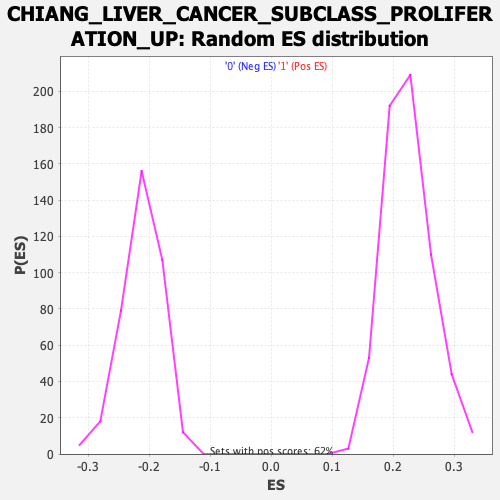 CHIANG_LIVER_CANCER_SUBCLASS_PROLIFER
ATION_UP: Random ES distribution
'0' (Neg ES) '1' (Pos ES)
200
180
160
140
120
100
80
60
40
20
0
P(ES)
Sets with pos scores: 62%
-0.3 -0.2 -0.1 0.0 0.1 0.2 0.3
ES